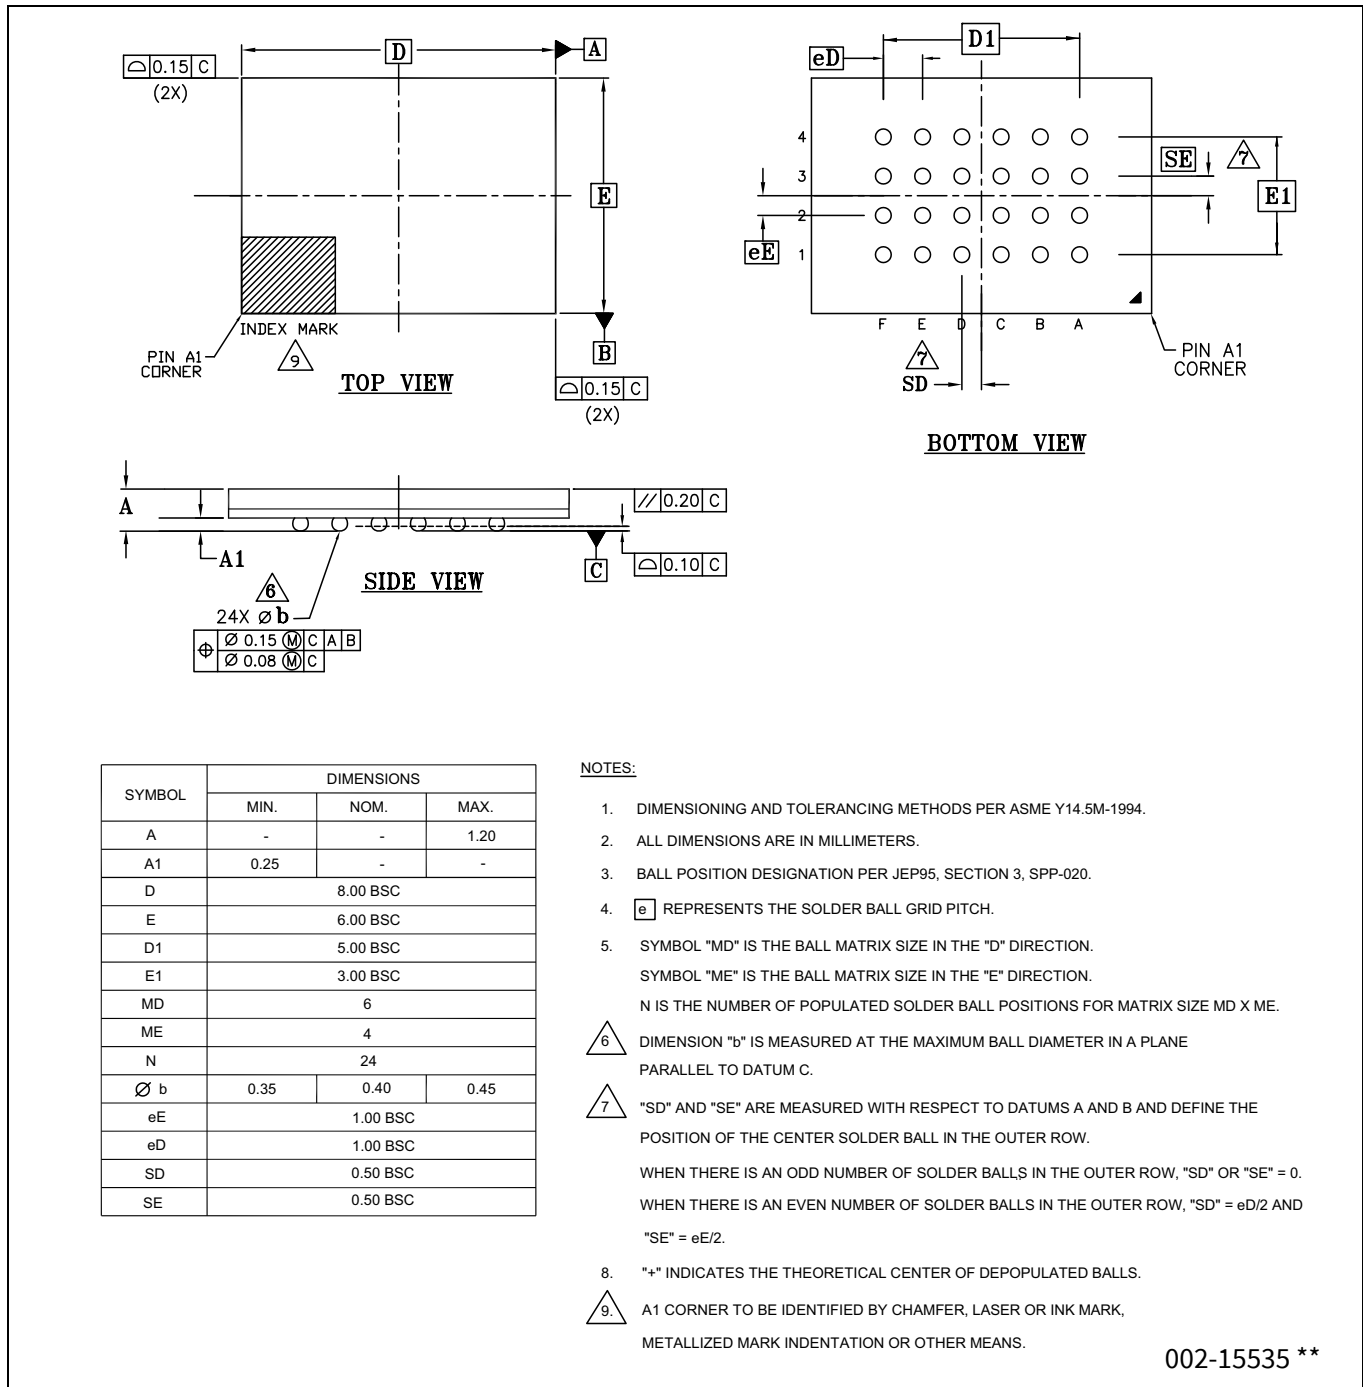 D
A
0.15 C
(2X)
E
INDEX MARK
9
PIN A1
CORNER
B
0.15 C
(2X)
TOP VIEW
D1
eD
4
3
2
1
SE
7
E1
eE
F E D C B A
7
SD
PIN A1
CORNER
BOTTOM VIEW
A
A1
// 0.20 C
C
0.10 C
SIDE VIEW
6
24X Ø b
⌖ Ø 0.15 Ⓜ C A B
Ø 0.08 Ⓜ C
SYMBOL DIMENSIONS
MIN. NOM. MAX.
A - - 1.20
A1 0.25 - -
D 8.00 BSC
E 6.00 BSC
D1 5.00 BSC
E1 3.00 BSC
MD 6
ME 4
N 24
Ø b 0.35 0.40 0.45
eE 1.00 BSC
eD 1.00 BSC
SD 0.50 BSC
SE 0.50 BSC
NOTES:
1. DIMENSIONING AND TOLERANCING METHODS PER ASME Y14.5M-1994.
2. ALL DIMENSIONS ARE IN MILLIMETERS.
3. BALL POSITION DESIGNATION PER JEP95, SECTION 3, SPP-020.
4. e REPRESENTS THE SOLDER BALL GRID PITCH.
5. SYMBOL "MD" IS THE BALL MATRIX SIZE IN THE "D" DIRECTION.
SYMBOL "ME" IS THE BALL MATRIX SIZE IN THE "E" DIRECTION.
N IS THE NUMBER OF POPULATED SOLDER BALL POSITIONS FOR MATRIX SIZE MD X ME.
6 DIMENSION "b" IS MEASURED AT THE MAXIMUM BALL DIAMETER IN A PLANE
PARALLEL TO DATUM C.
7 "SD" AND "SE" ARE MEASURED WITH RESPECT TO DATUMS A AND B AND DEFINE THE
POSITION OF THE CENTER SOLDER BALL IN THE OUTER ROW.
WHEN THERE IS AN ODD NUMBER OF SOLDER BALLS IN THE OUTER ROW, "SD" OR "SE" = 0.
WHEN THERE IS AN EVEN NUMBER OF SOLDER BALLS IN THE OUTER ROW, "SD" = eD/2 AND
"SE" = eE/2.
8. "+" INDICATES THE THEORETICAL CENTER OF DEPOPULATED BALLS.
9. A1 CORNER TO BE IDENTIFIED BY CHAMFER, LASER OR INK MARK,
METALLIZED MARK INDENTATION OR OTHER MEANS.
002-15535 **